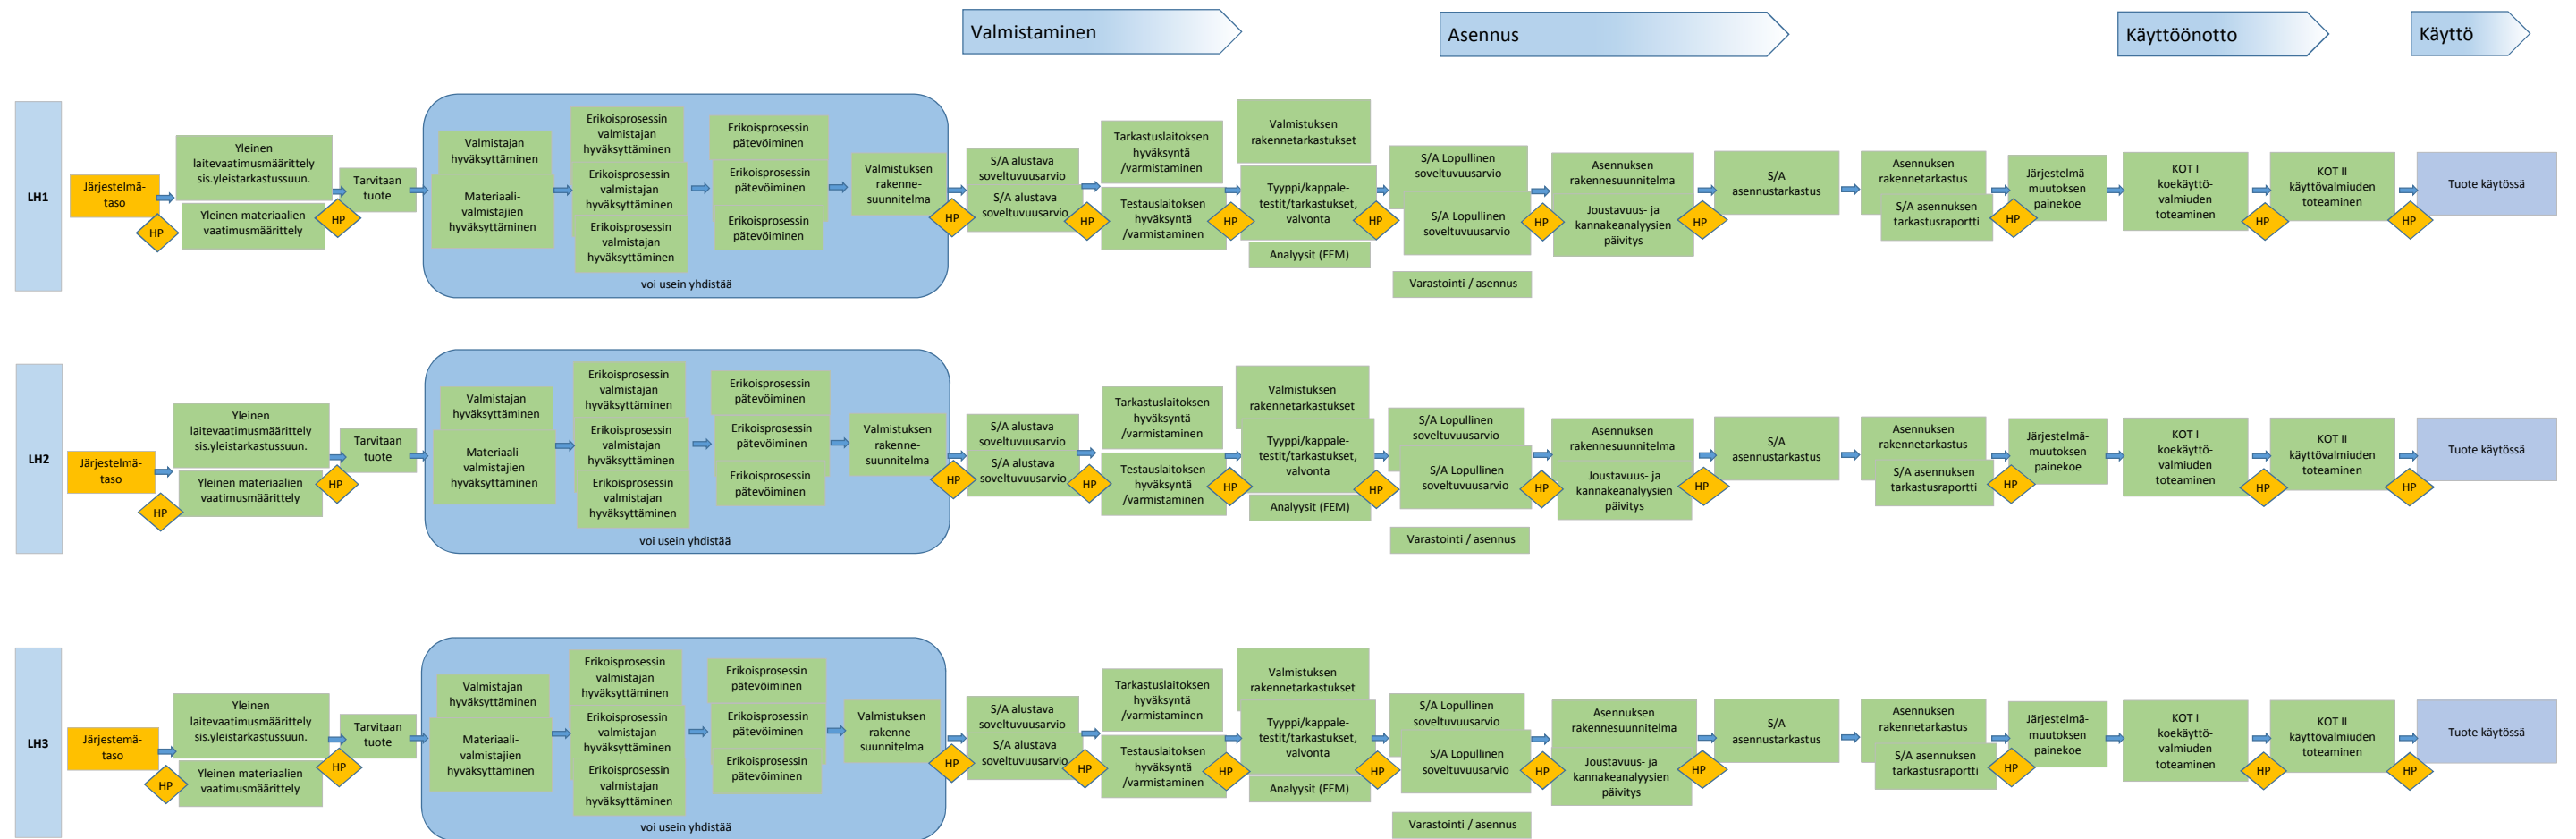 Valmistaminen
Asennus
Käyttöönotto
Käyttö
LH1
Järjestelmä-
taso
HP
Yleinen
laitevaatimusmäärittely
sis.yleistarkastussuun.
Yleinen materiaalien
vaatimusmäärittely
HP
Tarvitaan
tuote
Valmistajan
hyväksyttäminen
Materiaali-
valmistajien
hyväksyttäminen
Erikoisprosessin
valmistajan
hyväksyttäminen
Erikoisprosessin
valmistajan
hyväksyttäminen
Erikoisprosessin
valmistajan
hyväksyttäminen
Erikoisprosessin
pätevöiminen
Erikoisprosessin
pätevöiminen
Erikoisprosessin
pätevöiminen
Valmistuksen
rakenne-
suunnitelma
voi usein yhdistää
HP
S/A alustava
soveltuvuusarvio
S/A alustava
soveltuvuusarvio
HP
Tarkastuslaitoksen
hyväksyntä
/varmistaminen
Testauslaitoksen
hyväksyntä
/varmistaminen
HP
Valmistuksen
rakennetarkastukset
Tyyppi/kappale-
testit/tarkastukset,
valvonta
Analyysit (FEM)
HP
S/A Lopullinen
soveltuvuusarvio
S/A Lopullinen
soveltuvuusarvio
Varastointi / asennus
HP
Asennuksen
rakennesuunnitelma
Joustavuus- ja
kannakeanalyysien
päivitys
HP
S/A
asennustarkastus
Asennuksen
rakennetarkastus
S/A asennuksen
tarkastusraportti
HP
Järjestelmä-
muutoksen
painekoe
KOT I
koekäyttö-
valmiuden
toteaminen
HP
KOT II
käyttövalmiuden
toteaminen
HP
Tuote käytössä
LH2
Järjestelmä-
taso
HP
Yleinen
laitevaatimusmäärittely
sis.yleistarkastussuun.
Yleinen materiaalien
vaatimusmäärittely
HP
Tarvitaan
tuote
Valmistajan
hyväksyttäminen
Materiaali-
valmistajien
hyväksyttäminen
Erikoisprosessin
valmistajan
hyväksyttäminen
Erikoisprosessin
valmistajan
hyväksyttäminen
Erikoisprosessin
valmistajan
hyväksyttäminen
Erikoisprosessin
pätevöiminen
Erikoisprosessin
pätevöiminen
Erikoisprosessin
pätevöiminen
Valmistuksen
rakenne-
suunnitelma
voi usein yhdistää
HP
S/A alustava
soveltuvuusarvio
S/A alustava
soveltuvuusarvio
HP
Tarkastuslaitoksen
hyväksyntä
/varmistaminen
Testauslaitoksen
hyväksyntä
/varmistaminen
HP
Valmistuksen
rakennetarkastukset
Tyyppi/kappale-
testit/tarkastukset,
valvonta
Analyysit (FEM)
HP
S/A Lopullinen
soveltuvuusarvio
S/A Lopullinen
soveltuvuusarvio
Varastointi / asennus
HP
Asennuksen
rakennesuunnitelma
Joustavuus- ja
kannakeanalyysien
päivitys
HP
S/A
asennustarkastus
Asennuksen
rakennetarkastus
S/A asennuksen
tarkastusraportti
HP
Järjestelmä-
muutoksen
painekoe
KOT I
koekäyttö-
valmiuden
toteaminen
HP
KOT II
käyttövalmiuden
toteaminen
HP
Tuote käytössä
LH3
Järjestemä-
taso
HP
Yleinen
laitevaatimusmäärittely
sis.yleistarkastussuun.
Yleinen materiaalien
vaatimusmäärittely
HP
Tarvitaan
tuote
Valmistajan
hyväksyttäminen
Materiaali-
valmistajien
hyväksyttäminen
Erikoisprosessin
valmistajan
hyväksyttäminen
Erikoisprosessin
valmistajan
hyväksyttäminen
Erikoisprosessin
valmistajan
hyväksyttäminen
Erikoisprosessin
pätevöiminen
Erikoisprosessin
pätevöiminen
Erikoisprosessin
pätevöiminen
Valmistuksen
rakenne-
suunnitelma
voi usein yhdistää
HP
S/A alustava
soveltuvuusarvio
S/A alustava
soveltuvuusarvio
HP
Tarkastuslaitoksen
hyväksyntä
/varmistaminen
Testauslaitoksen
hyväksyntä
/varmistaminen
HP
Valmistuksen
rakennetarkastukset
Tyyppi/kappale-
testit/tarkastukset,
valvonta
Analyysit (FEM)
HP
S/A Lopullinen
soveltuvuusarvio
S/A Lopullinen
soveltuvuusarvio
Varastointi / asennus
HP
Asennuksen
rakennesuunnitelma
Joustavuus- ja
kannakeanalyysien
päivitys
HP
S/A
asennustarkastus
Asennuksen
rakennetarkastus
S/A asennuksen
tarkastusraportti
HP
Järjestelmä-
muutoksen
painekoe
KOT I
koekäyttö-
valmiuden
toteaminen
HP
KOT II
käyttövalmiuden
toteaminen
HP
Tuote käytössä